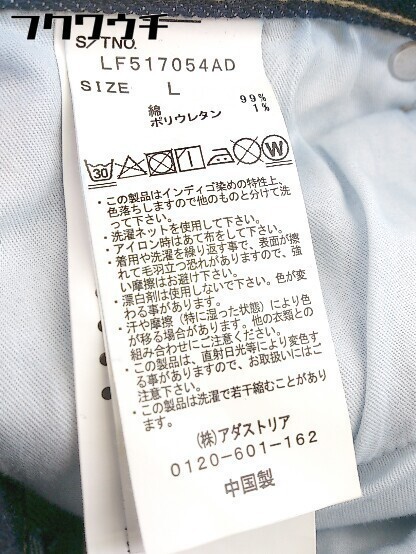 フクウウチー
S/TNO.
LF517054AD
SIZE L
綿 99%
ポリウレタン 1%
30 W
・この製品はインディゴ染めの特性上、
色落ちしますので他のものと分けて洗
って下さい。
・洗濯ネットを使用して下さい。
・アイロン時はあて布をして下さい。
・着用や洗濯を繰り返す事で、表面が擦
れて毛羽立つ恐れがありますので、強
い摩擦はお避け下さい。
・漂白剤は使用しないで下さい。色が変
わる事があります。
・汗や摩擦（特に湿った状態）により色
が移る場合があります。他の衣類との
組み合わせにご注意ください。
・この製品は、直射日光等により変色す
る事がありますので、お取扱いにはご
注意下さい。
・この製品は洗濯で若干縮むことがあり
ます。
（株）アダストリア
0120-601-162
中国製